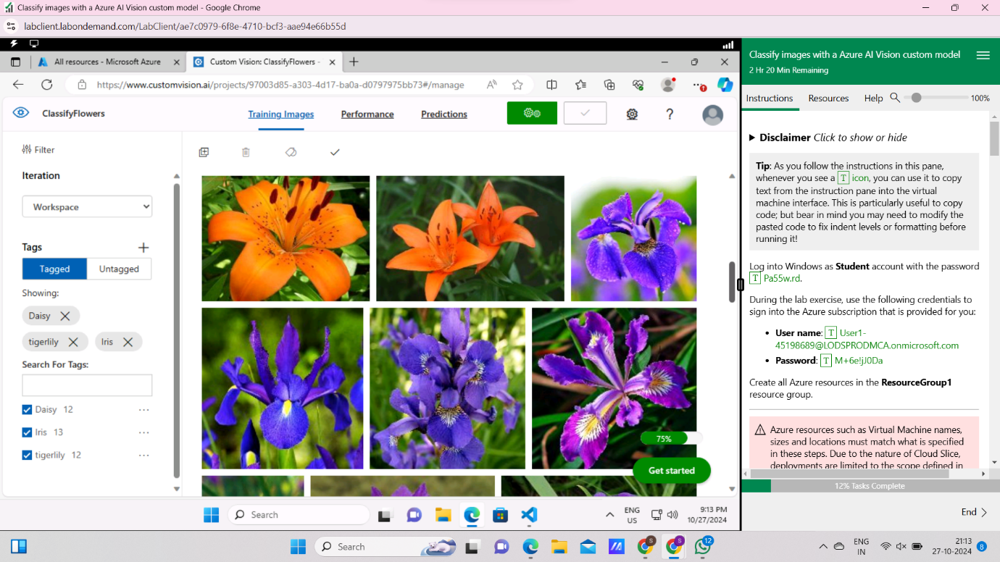 Classify images with a Azure AI Vision custom model - Google Chrome
labclient.labondemand.com/LabClient/ae7c0979-6f8e-4710-bcf3-aae94e66b55d
All resources - Microsoft Azure
Custom Vision: ClassifyFlowers -
https://www.customvision.ai/projects/97003d85-a303-4d17-ba0a-d0797975bb73#/manage
ClassifyFlowers
Training Images
Performance
Predictions
?
Filter
Iteration
Workspace
Tags
Tagged
Untagged
Showing:
Daisy
tigerlily
Iris
Search For Tags:
Daisy 12
Iris 13
tigerlily 12
75%
Get started
Search
ENG
US
9:13 PM
10/27/2024
Classify images with a Azure AI Vision custom model
2 Hr 20 Min Remaining
Instructions
Resources
Help
100%
Disclaimer Click to show or hide
Tip: As you follow the instructions in this pane,
whenever you see a T icon, you can use it to copy
text from the instruction pane into the virtual
machine interface. This is particularly useful to copy
code; but bear in mind you may need to modify the
pasted code to fix indent levels or formatting before
running it!
Log into Windows as Student account with the password
T Pa55w.rd.
During the lab exercise, use the following credentials to
sign into the Azure subscription that is provided for you:
• User name: T User1-
45198689@LODSPRODMCA.onmicrosoft.com
• Password: T M+6e!jJ0Da
Create all Azure resources in the ResourceGroup1
resource group.
Azure resources such as Virtual Machine names,
sizes and locations must match what is specified
in these steps. Due to the nature of Cloud Slice,
deployments are limited to the scope defined in
12% Tasks Complete
End
Search
S
S
12
ENG
IN
21:13
27-10-2024
8